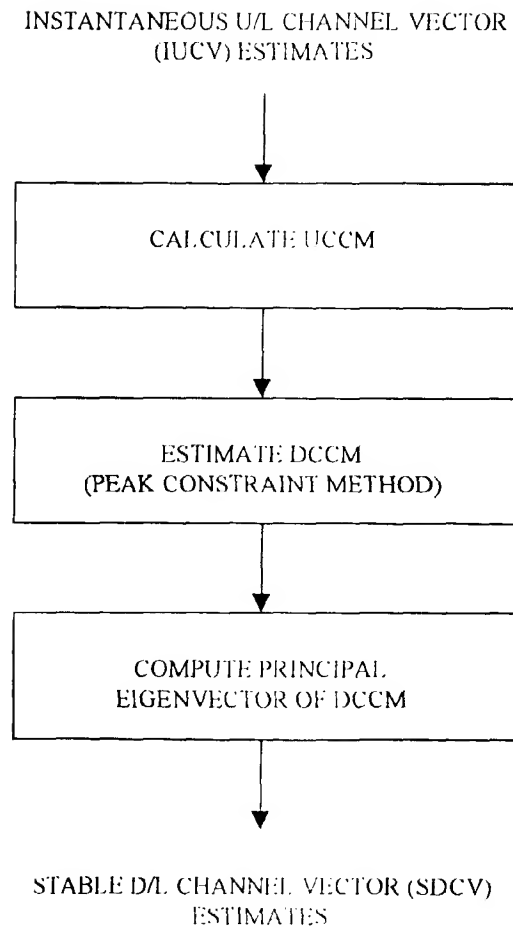 INSTANTANEOUS U/L CHANNEL VECTOR
(IUCV) ESTIMATES
CALCULATE UCCM
ESTIMATE DCCM
(PEAK CONSTRAINT METHOD)
COMPUTE PRINCIPAL
EIGENVECTOR OF DCCM
STABLE D/L CHANNEL VECTOR (SDCV)
ESTIMATES